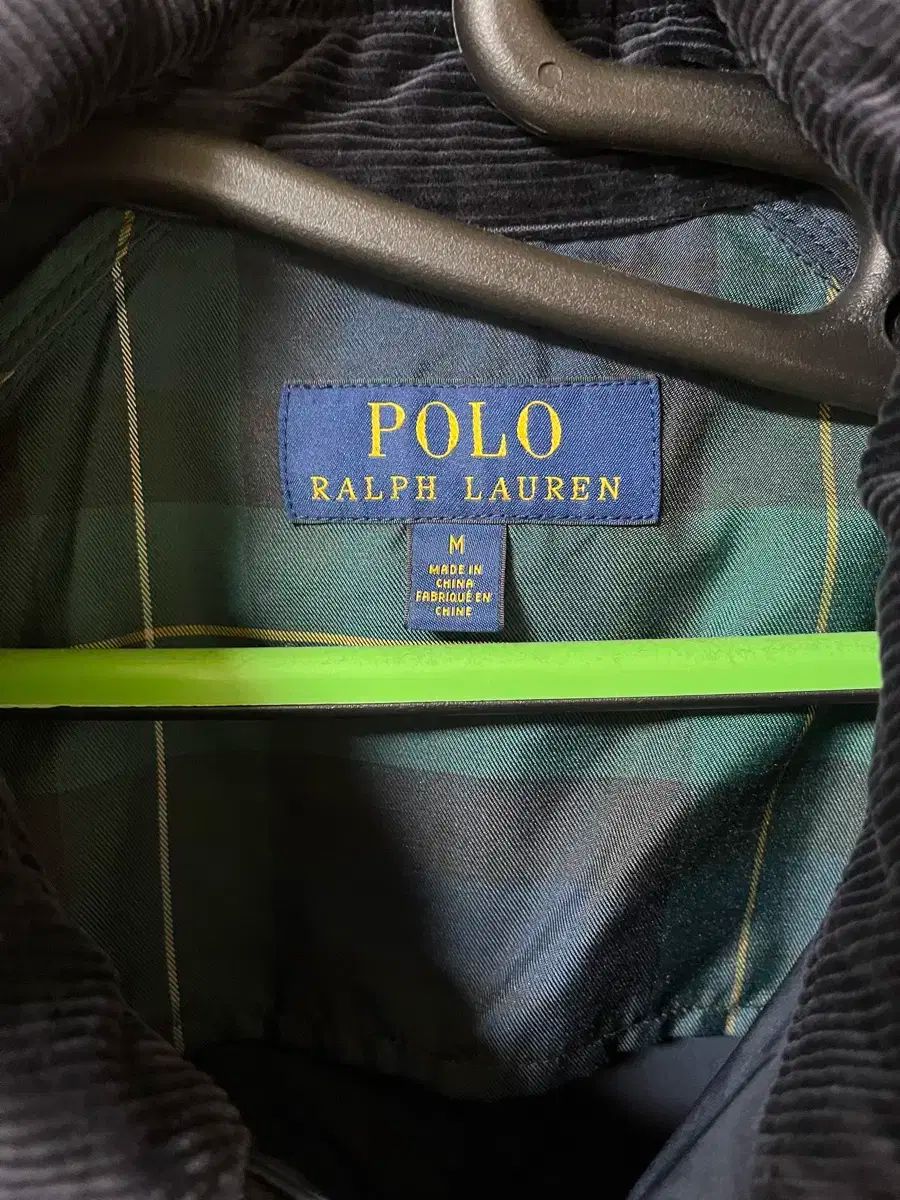 POLO
RALPH LAUREN
M
MADE IN
CHINA
FABRIQUÉ EN
CHINE